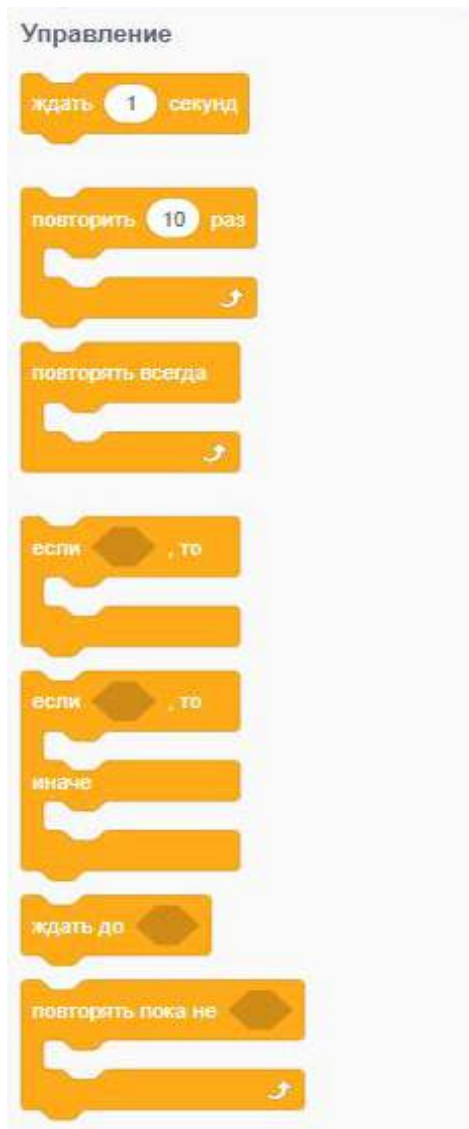 Управление
ждать 1 секунд
повторить 10 раз
повторять всегда
если , то
если , то
иначе
ждать до
повторять пока не